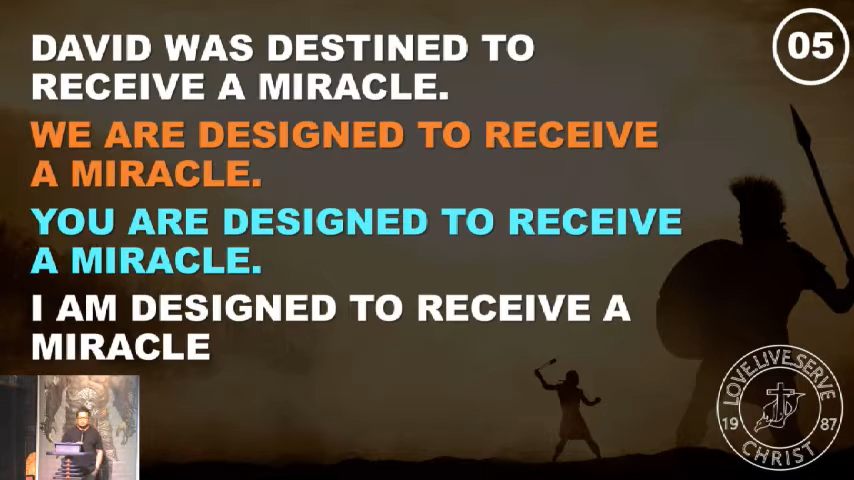 DAVID WAS DESTINED TO
RECEIVE A MIRACLE.
WE ARE DESIGNED TO RECEIVE
A MIRACLE.
YOU ARE DESIGNED TO RECEIVE
A MIRACLE.
I AM DESIGNED TO RECEIVE A
MIRACLE
05
LOVE.LIVE.SERVE
19 87
CHRIST